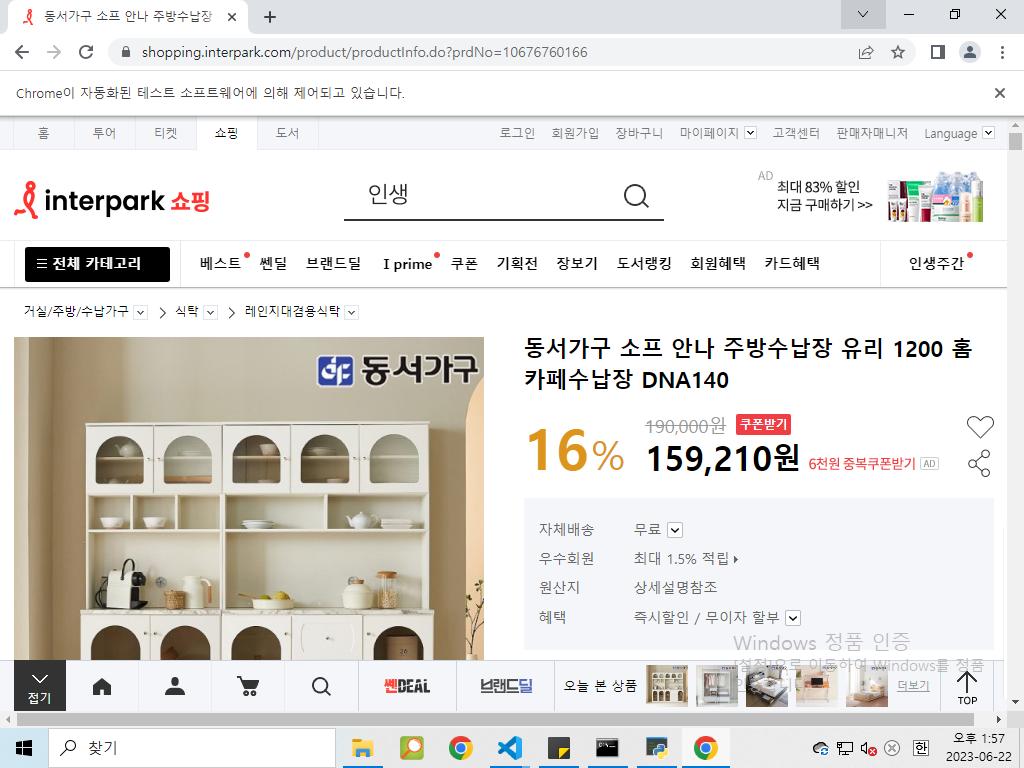 동서가구 소프 안나 주방수납장
shopping.interpark.com/product/productInfo.do?prdNo=10676760166
Chrome이 자동화된 테스트 소프트웨어에 의해 제어되고 있습니다.
홈 투어 티켓 쇼핑 도서 로그인 회원가입 장바구니 마이페이지 고객센터 판매자매니저 Language
interpark 쇼핑 인생 AD 최대 83% 할인
지금 구매하기 >>
전체 카테고리 베스트 쎈딜 브랜드딜 I prime 쿠폰 기획전 장보기 도서랭킹 회원혜택 카드혜택 인생주간
거실/주방/수납가구 식탁 레인지대겸용식탁
동서가구
동서가구 소프 안나 주방수납장 유리 1200 홈
카페수납장 DNA140
16% 190,000원 쿠폰받기
159,210원 6천원 중복쿠폰받기 AD
자체배송 무료
우수회원 최대 1.5% 적립
원산지 상세설명참조
혜택 즉시할인 / 무이자 할부
Windows 정품 인증
[설정]으로 이동하여 Windows를 정품
접기 쎈DEAL 브랜드딜 오늘 본 상품 더보기 TOP
찾기 한 오후 1:57
2023-06-22